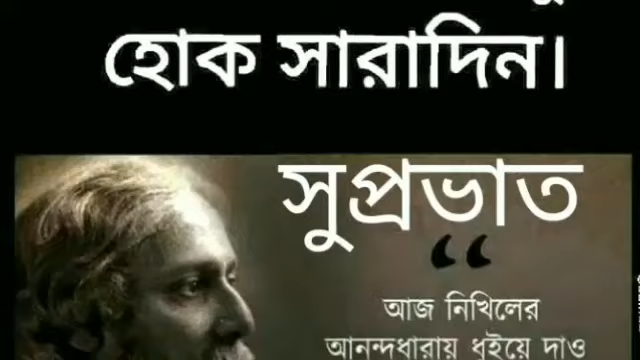 হোক সারাদিন।
সুপ্রভাত
“
আজ নিখিলের
আনন্দধারায় ধুইয়ে দাও